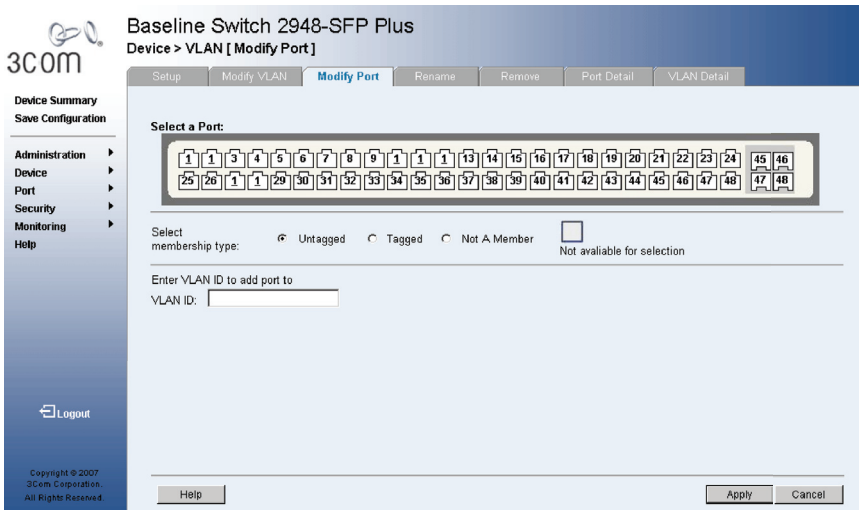 3COM
Baseline Switch 2948-SFP Plus
Device > VLAN [ Modify Port ]
Setup Modify VLAN Modify Port Rename Remove Port Detail VLAN Detail
Device Summary
Save Configuration
Administration
Device
Port
Security
Monitoring
Help
Logout
Copyright © 2007
3Com Corporation.
All Rights Reserved.
Select a Port:
1 1 3 4 5 6 7 8 9 1 1 1 13 14 15 16 17 18 19 20 21 22 23 24 45 46
25 26 1 1 29 30 31 32 33 34 35 36 37 38 39 40 41 42 43 44 45 46 47 48 47 48
Select
membership type:
Untagged Tagged Not A Member
Not avaliable for selection
Enter VLAN ID to add port to
VLAN ID:
Help Apply Cancel